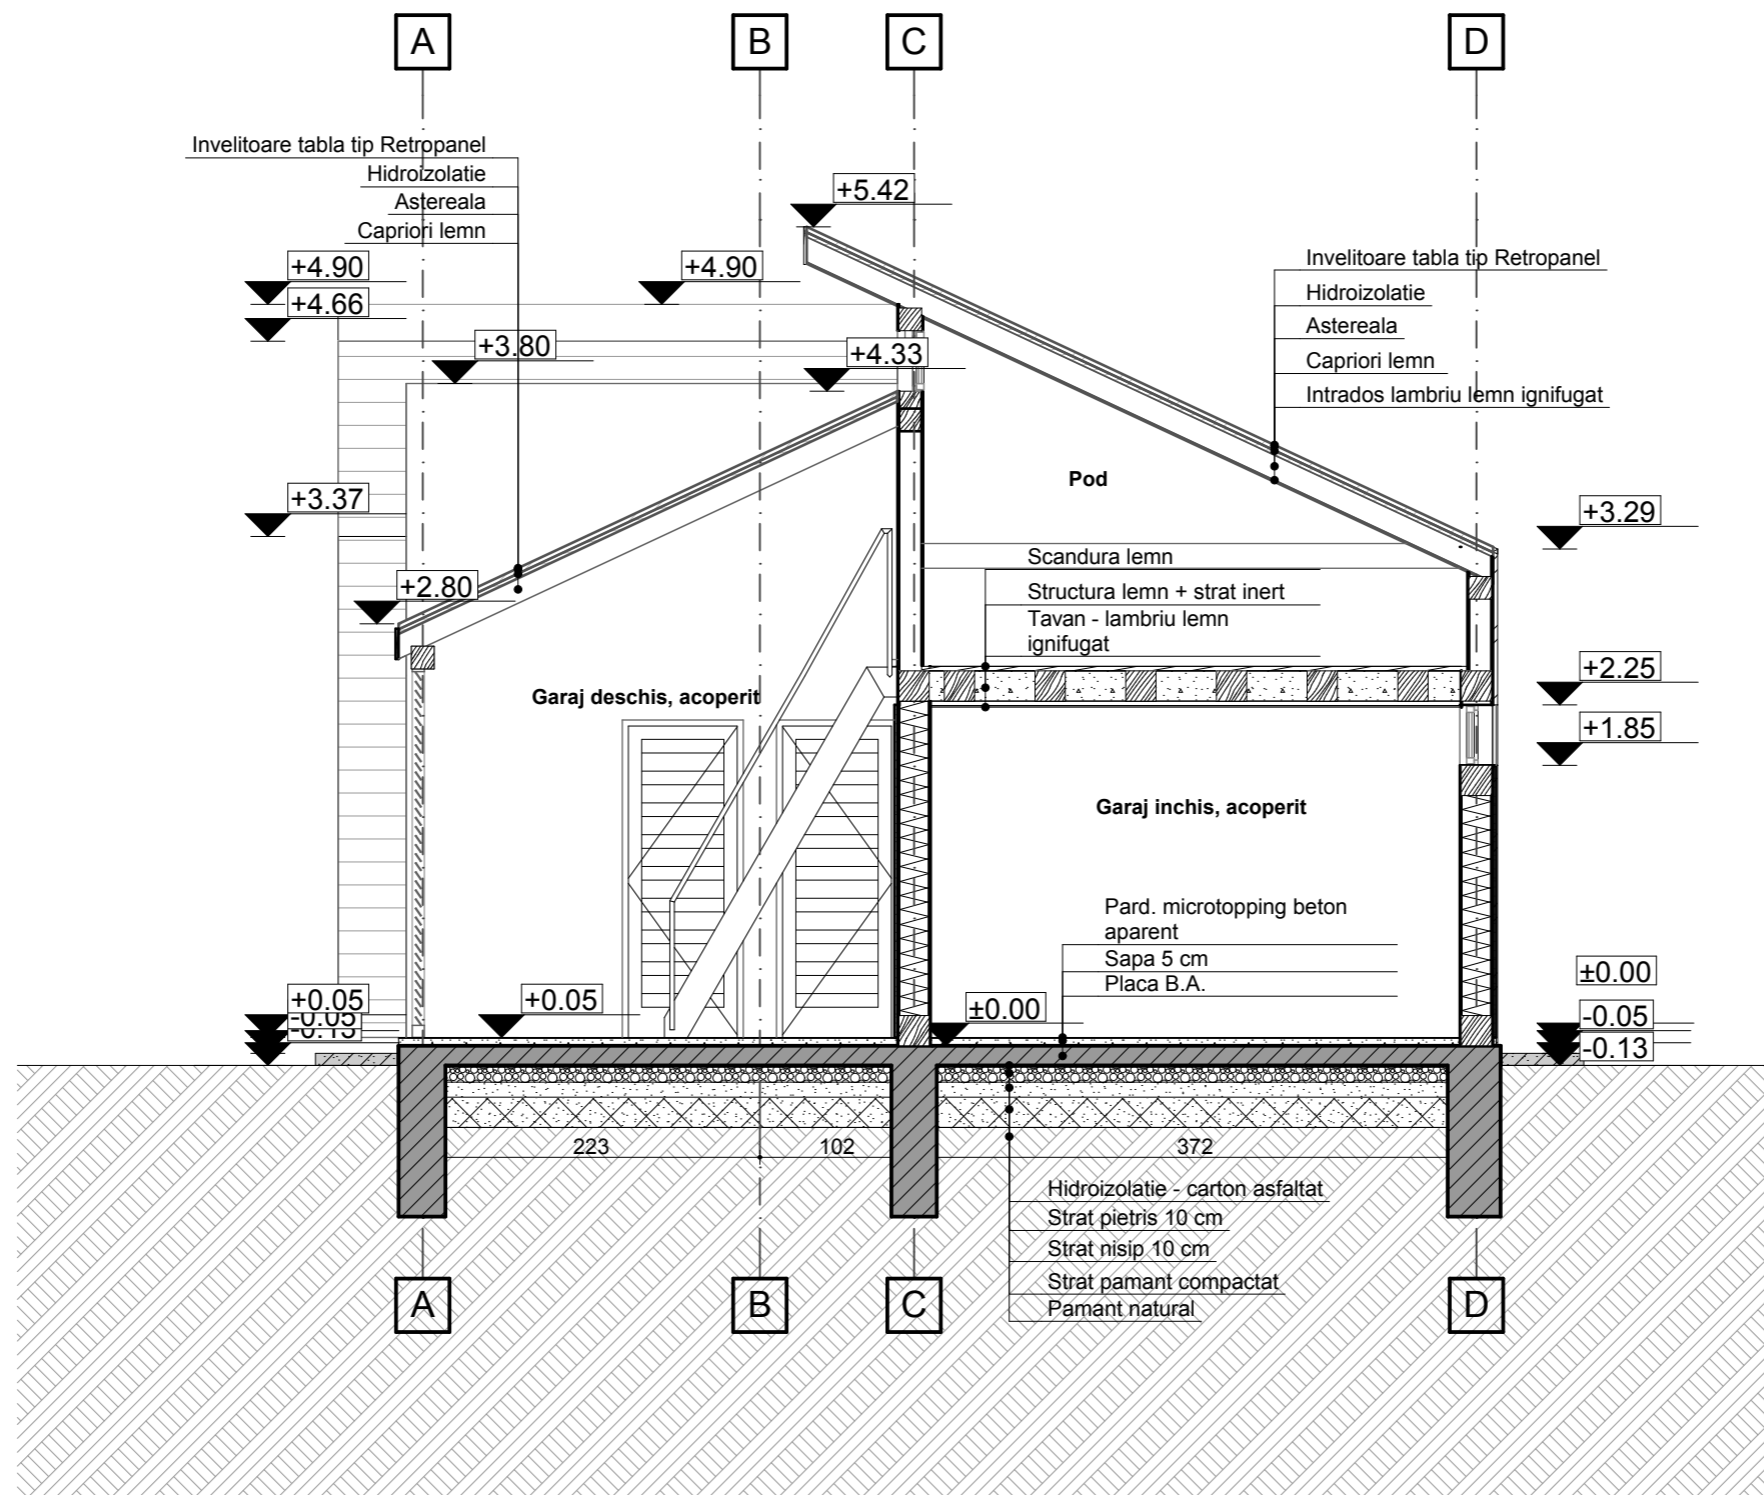 A B C D
Invelitoare tabla tip Retropanel
Hidroizolatie
Astereala
Capriori lemn
+5.42
+4.90
+4.90
+4.66
Invelitoare tabla tip Retropanel
Hidroizolatie
Astereala
Capriori lemn
Intrados lambriu lemn ignifugat
+3.80
+4.33
Pod
+3.37
+3.29
Scandura lemn
Structura lemn + strat inert
Tavan - lambriu lemn
ignifugat
+2.80
+2.25
Garaj deschis, acoperit
+1.85
Garaj inchis, acoperit
Pard. microtopping beton
aparent
Sapa 5 cm
Placa B.A.
±0.00
+0.05
-0.05
-0.13
+0.05
±0.00
-0.05
-0.13
223
102
372
Hidroizolatie - carton asfaltat
Strat pietris 10 cm
Strat nisip 10 cm
Strat pamant compactat
Pamant natural
A B C D